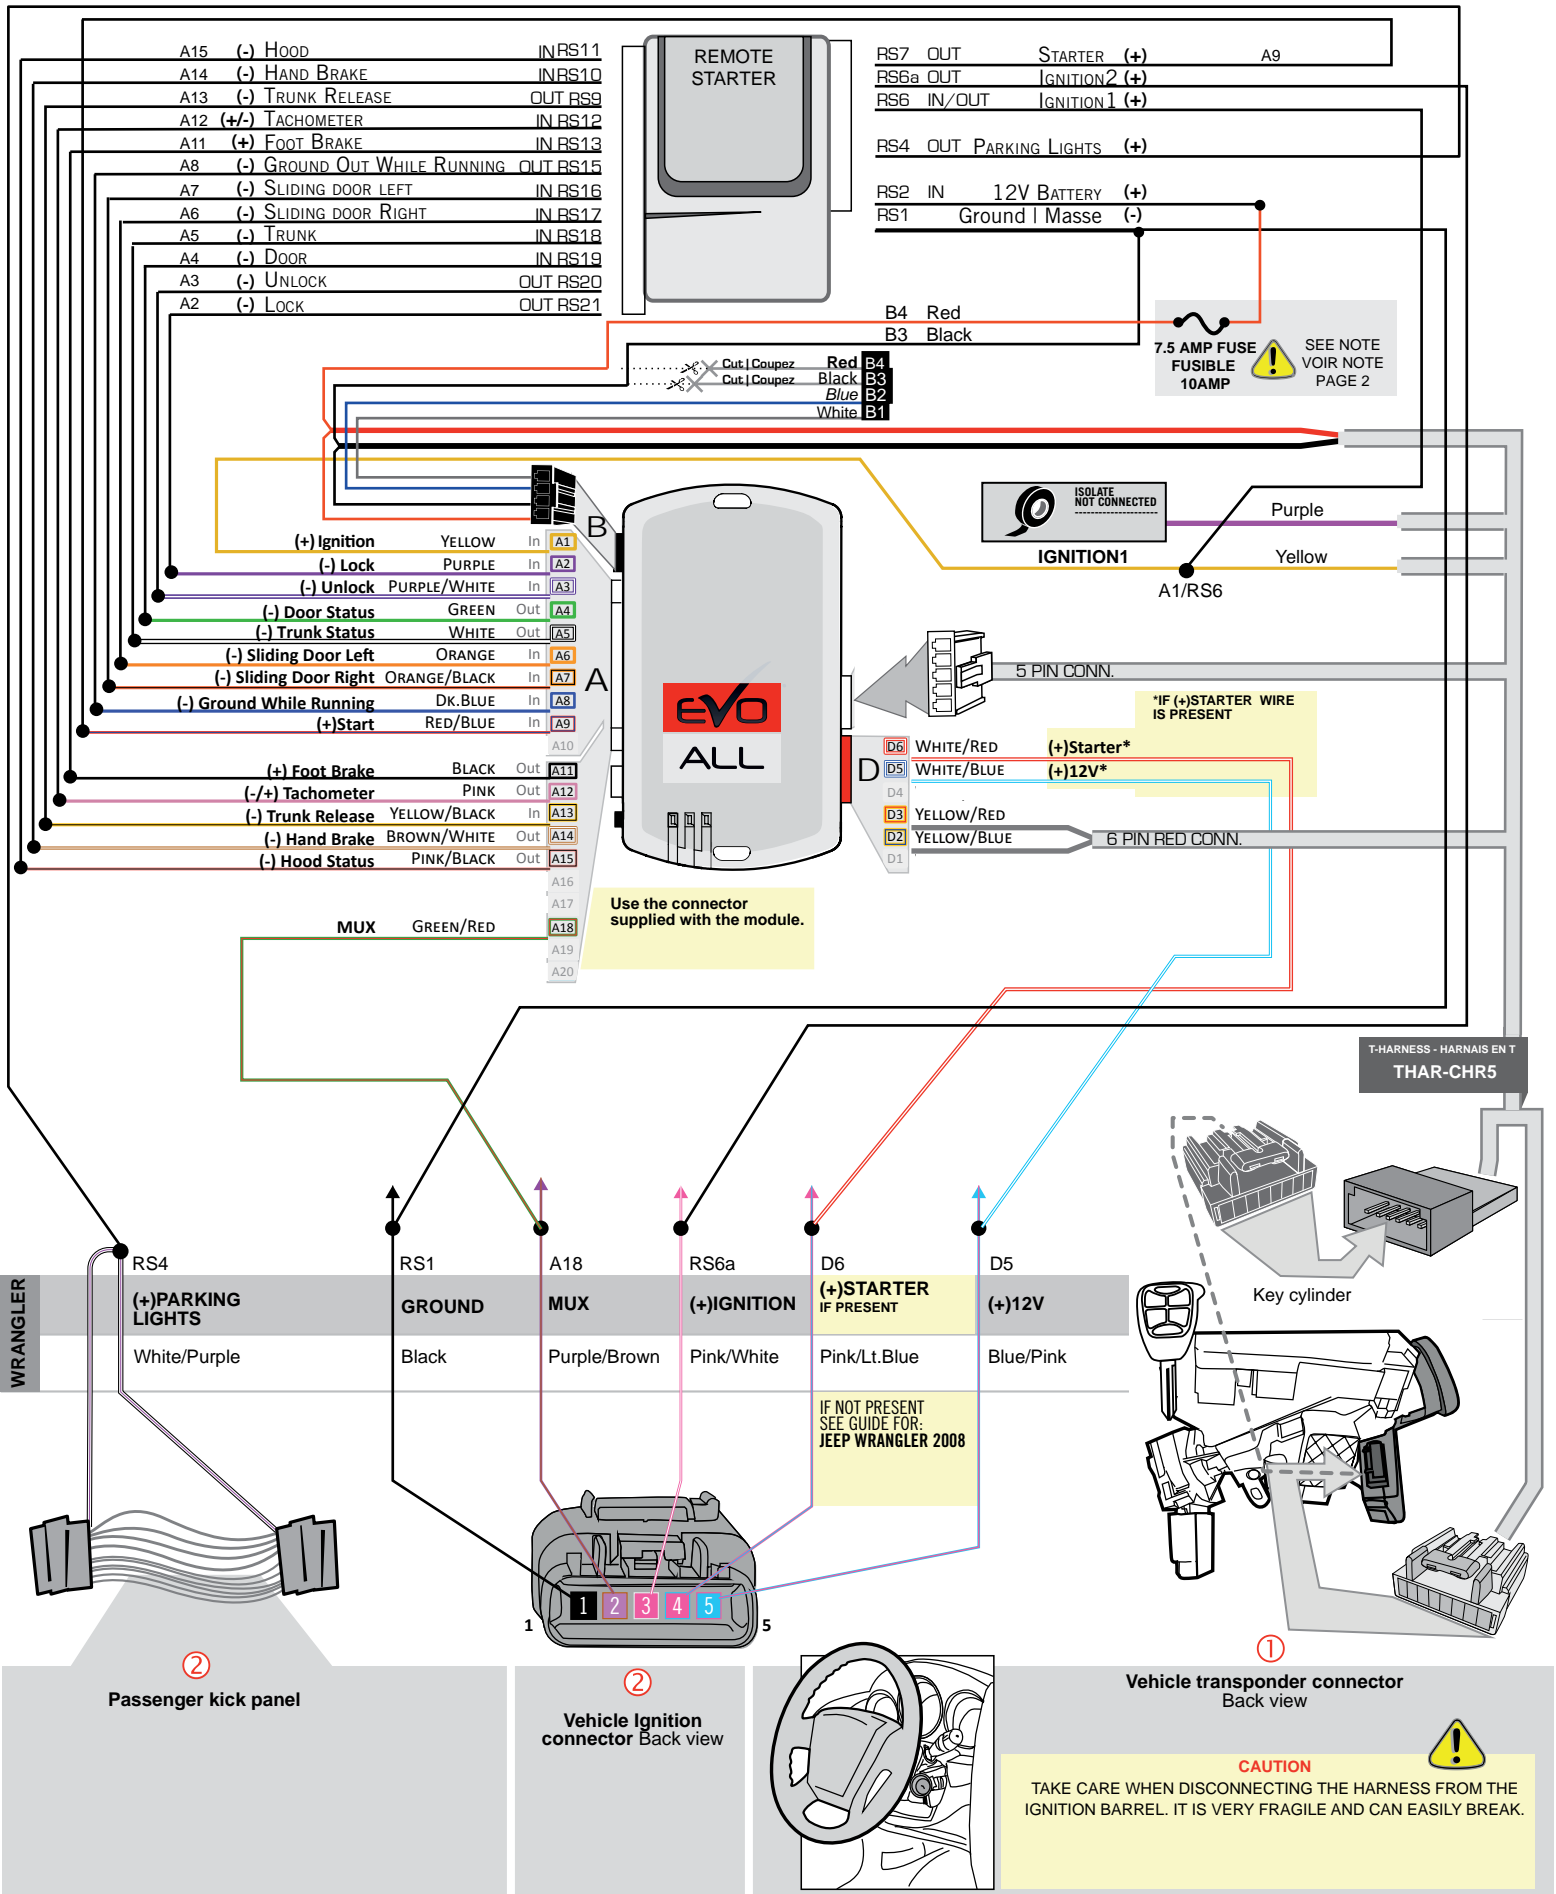 A15 (-) HOOD IN RS11
A14 (-) HAND BRAKE IN RS10
A13 (-) TRUNK RELEASE OUT RS9
A12 (+/-) TACHOMETER IN RS12
A11 (+) FOOT BRAKE IN RS13
A8 (-) GROUND OUT WHILE RUNNING OUT RS15
A7 (-) SLIDING DOOR LEFT IN RS16
A6 (-) SLIDING DOOR RIGHT IN RS17
A5 (-) TRUNK IN RS18
A4 (-) DOOR IN RS19
A3 (-) UNLOCK OUT RS20
A2 (-) LOCK OUT RS21
REMOTE
STARTER
RS7 OUT STARTER (+) A9
RS6a OUT IGNITION2 (+)
RS6 IN/OUT IGNITION1 (+)
RS4 OUT PARKING LIGHTS (+)
RS2 IN 12V BATTERY (+)
RS1 Ground | Masse (-)
B4 Red
B3 Black
7.5 AMP FUSE
FUSIBLE
10AMP
SEE NOTE
VOIR NOTE
PAGE 2
Cut | Coupez Red B4
Cut | Coupez Black B3
Blue B2
White B1
ISOLATE
NOT CONNECTED
Purple
IGNITION1
Yellow
A1/RS6
B
(+) Ignition YELLOW In A1
(-) Lock PURPLE In A2
(-) Unlock PURPLE/WHITE In A3
(-) Door Status GREEN Out A4
(-) Trunk Status WHITE Out A5
(-) Sliding Door Left ORANGE In A6
(-) Sliding Door Right ORANGE/BLACK In A7
(-) Ground While Running DK.BLUE In A8
(+)Start RED/BLUE In A9
A10
(+) Foot Brake BLACK Out A11
(-/+) Tachometer PINK Out A12
(-) Trunk Release YELLOW/BLACK In A13
(-) Hand Brake BROWN/WHITE Out A14
(-) Hood Status PINK/BLACK Out A15
A16
A17
MUX GREEN/RED A18
A19
A20
A
EVO
ALL
Use the connector
supplied with the module.
5 PIN CONN.
*IF (+)STARTER WIRE
IS PRESENT
D
D6 WHITE/RED (+)Starter*
D5 WHITE/BLUE (+)12V*
D4
D3 YELLOW/RED
D2 YELLOW/BLUE
D1
6 PIN RED CONN.
T-HARNESS - HARNAIS EN T
THAR-CHR5
Key cylinder
WRANGLER
RS4 RS1 A18 RS6a D6 D5
(+)PARKING
LIGHTS
GROUND
MUX
(+)IGNITION
(+)STARTER
IF PRESENT
(+)12V
White/Purple Black Purple/Brown Pink/White Pink/Lt.Blue Blue/Pink
IF NOT PRESENT
SEE GUIDE FOR:
JEEP WRANGLER 2008
1 2 3 4 5
1 5
2
Passenger kick panel
2
Vehicle Ignition
connector Back view
1
Vehicle transponder connector
Back view
CAUTION
TAKE CARE WHEN DISCONNECTING THE HARNESS FROM THE
IGNITION BARREL. IT IS VERY FRAGILE AND CAN EASILY BREAK.